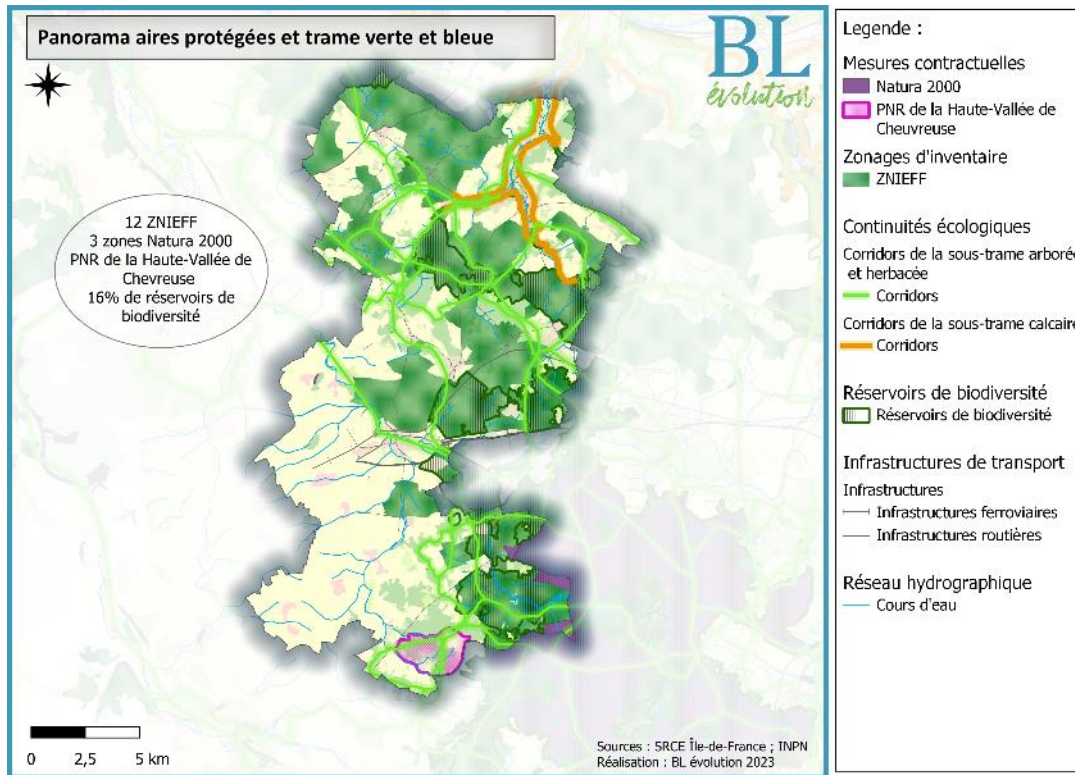 Panorama aires protégées et trame verte et bleue
BL
évolution
12 ZNIEFF
3 zones Natura 2000
PNR de la Haute-Vallée de
Chevreuse
16% de réservoirs de
biodiversité
0 2,5 5 km
Sources : SRCE Île-de-France ; INPN
Réalisation : BL évolution 2023
Legende :
Mesures contractuelles
Natura 2000
PNR de la Haute-Vallée de
Cheuvreuse
Zonages d'inventaire
ZNIEFF
Continuités écologiques
Corridors de la sous-trame arborée
et herbacée
Corridors
Corridors de la sous-trame calcaire
Corridors
Réservoirs de biodiversité
Réservoirs de biodiversité
Infrastructures de transport
Infrastructures
Infrastructures ferroviaires
Infrastructures routières
Réseau hydrographique
Cours d'eau